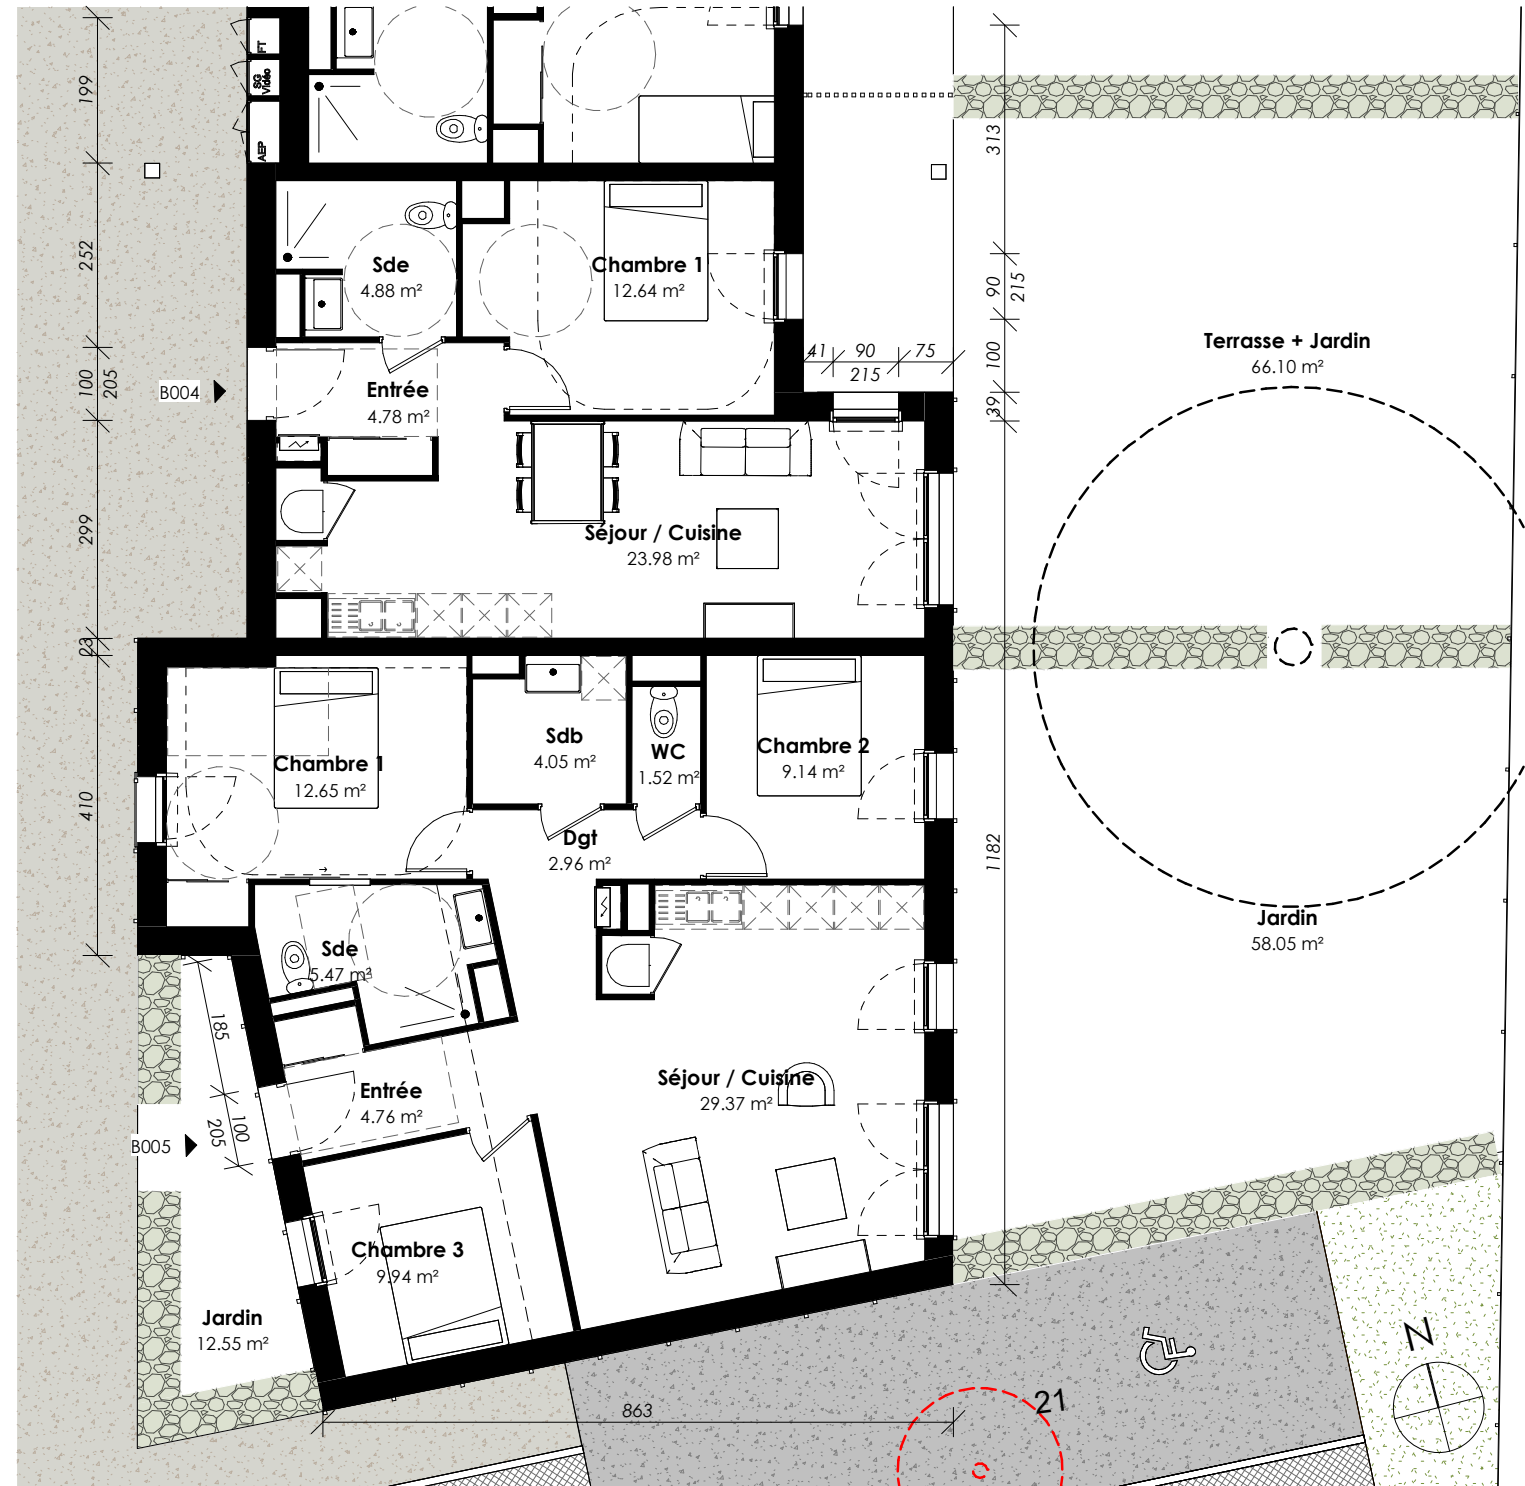 FT
SG
Vidéo
AEP
199
313
252
90
215
Sde
4.88 m²
Chambre 1
12.64 m²
41
90
75
215
100
39
Terrasse + Jardin
66.10 m²
100
205
B004
Entrée
4.78 m²
299
Séjour / Cuisine
23.98 m²
23
Chambre 1
12.65 m²
Sdb
4.05 m²
WC
1.52 m²
Chambre 2
9.14 m²
410
Dgt
2.96 m²
1182
Jardin
58.05 m²
Sde
5.47 m²
185
100
205
B005
Entrée
4.76 m²
Séjour / Cuisine
29.37 m²
Chambre 3
9.94 m²
Jardin
12.55 m²
N
21
863